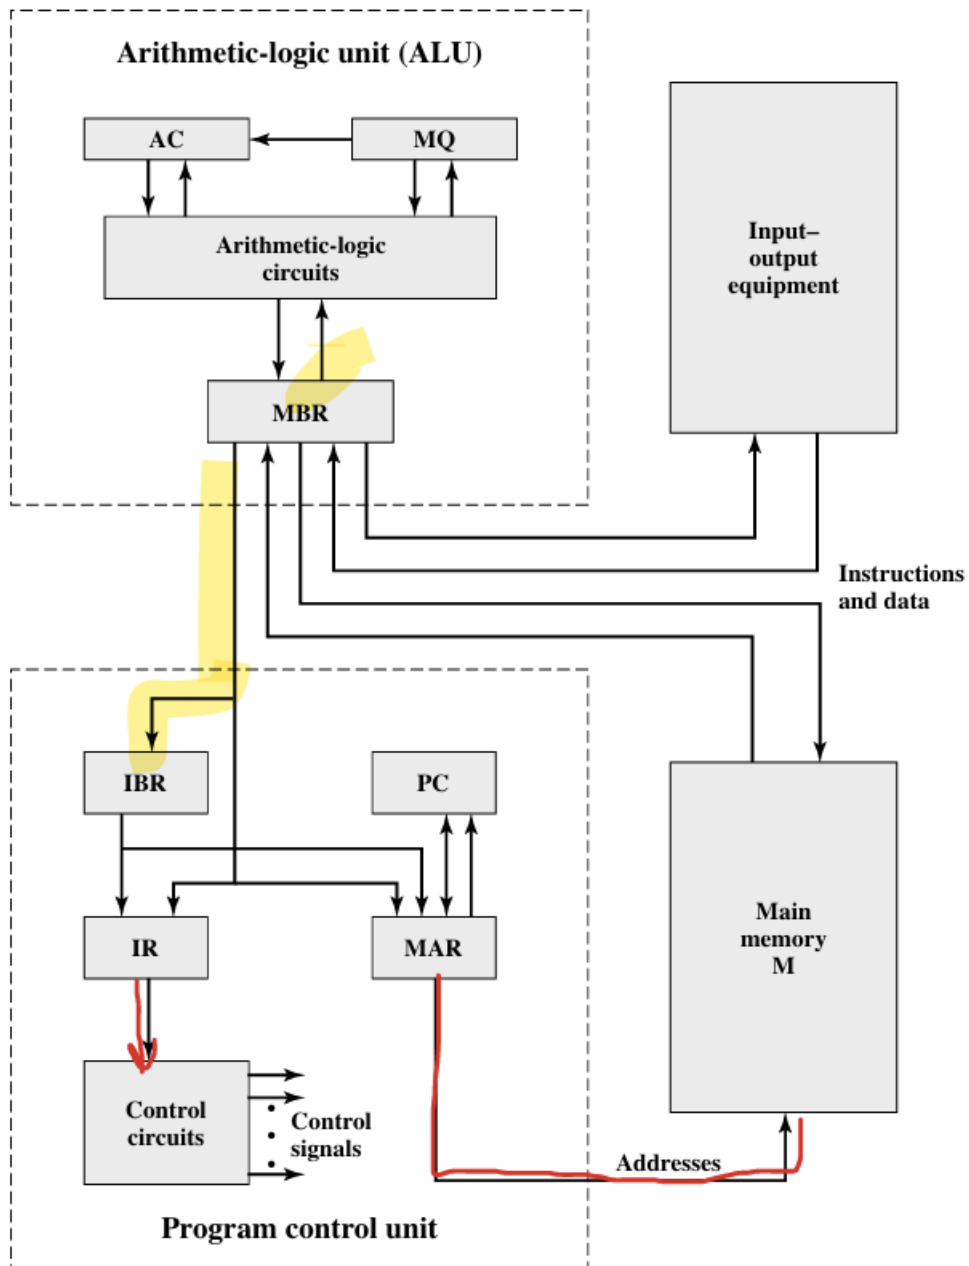 Arithmetic-logic unit (ALU)
AC
MQ
Arithmetic-logic
circuits
Input–
output
equipment
MBR
Instructions
and data
IBR
PC
IR
MAR
Main
memory
M
Control
circuits
Control
signals
Addresses
Program control unit